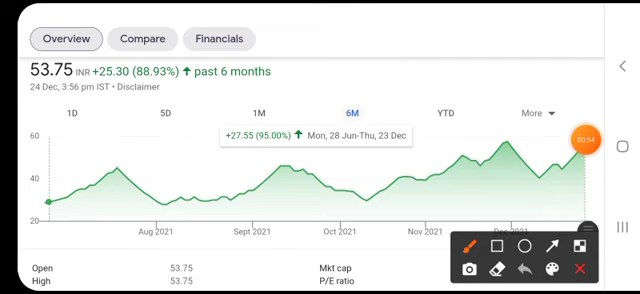 Overview Compare Financials
53.75 INR +25.30 (88.93%) past 6 months
24 Dec, 3:56 pm IST • Disclaimer
1D 5D 1M 6M YTD More
+27.55 (95.00%) Mon, 28 Jun-Thu, 23 Dec
00:54
60
40
20
Aug 2021 Sept 2021 Oct 2021 Nov 2021 Dec 2021
Open 53.75 Mkt cap
High 53.75 P/E ratio